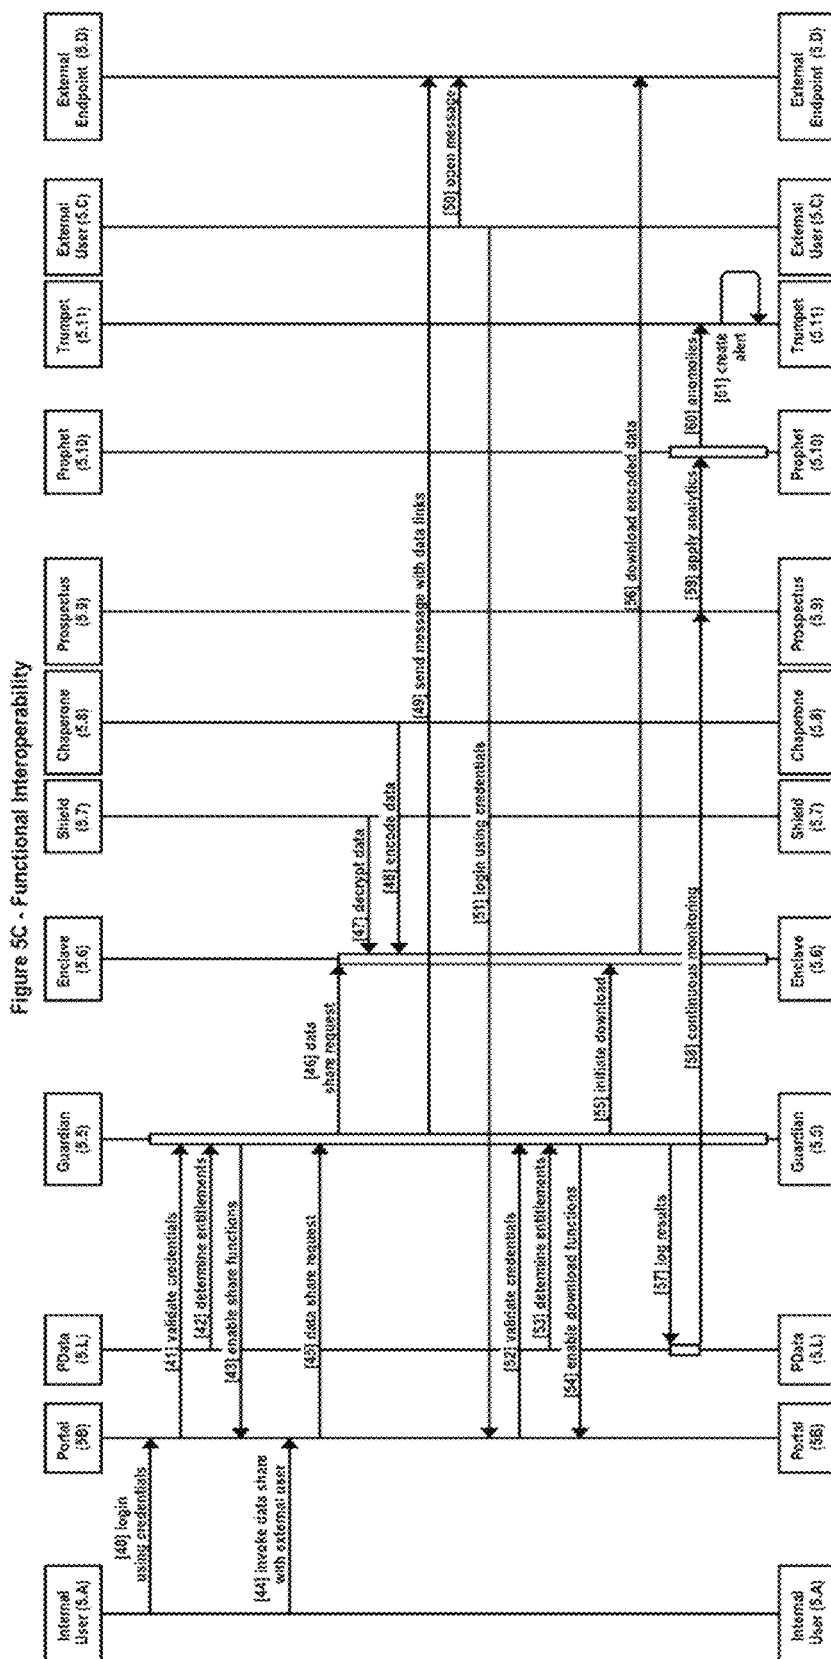 Figure 5C - Functional Interoperability
Internal
User (5.A)
Portal
(5B)
PData
(5.L)
Guardian
(5.5)
Enclave
(5.6)
Shield
(5.7)
Chaperone
(5.8)
Prospectus
(5.9)
Prophet
(5.10)
Trumpet
(5.11)
External
User (5.C)
External
Endpoint (5.D)
[40] login
using credentials
[41] validate credentials
[42] determine entitlements
[43] enable share functions
[44] invoke data share
with external user
[45] data share request
[46] data
share request
[47] decrypt data
[48] encode data
[49] send message with data links
[50] open message
[51] login using credentials
[52] validate credentials
[53] determine entitlements
[54] enable download functions
[55] initiate download
[56] download encoded data
[57] log results
[58] continuous monitoring
[59] apply analytics
[60] anomalies
[61] create
alert
Internal
User (5.A)
Portal
(5B)
PData
(5.L)
Guardian
(5.5)
Enclave
(5.6)
Shield
(5.7)
Chaperone
(5.8)
Prospectus
(5.9)
Prophet
(5.10)
Trumpet
(5.11)
External
User (5.C)
External
Endpoint (5.D)